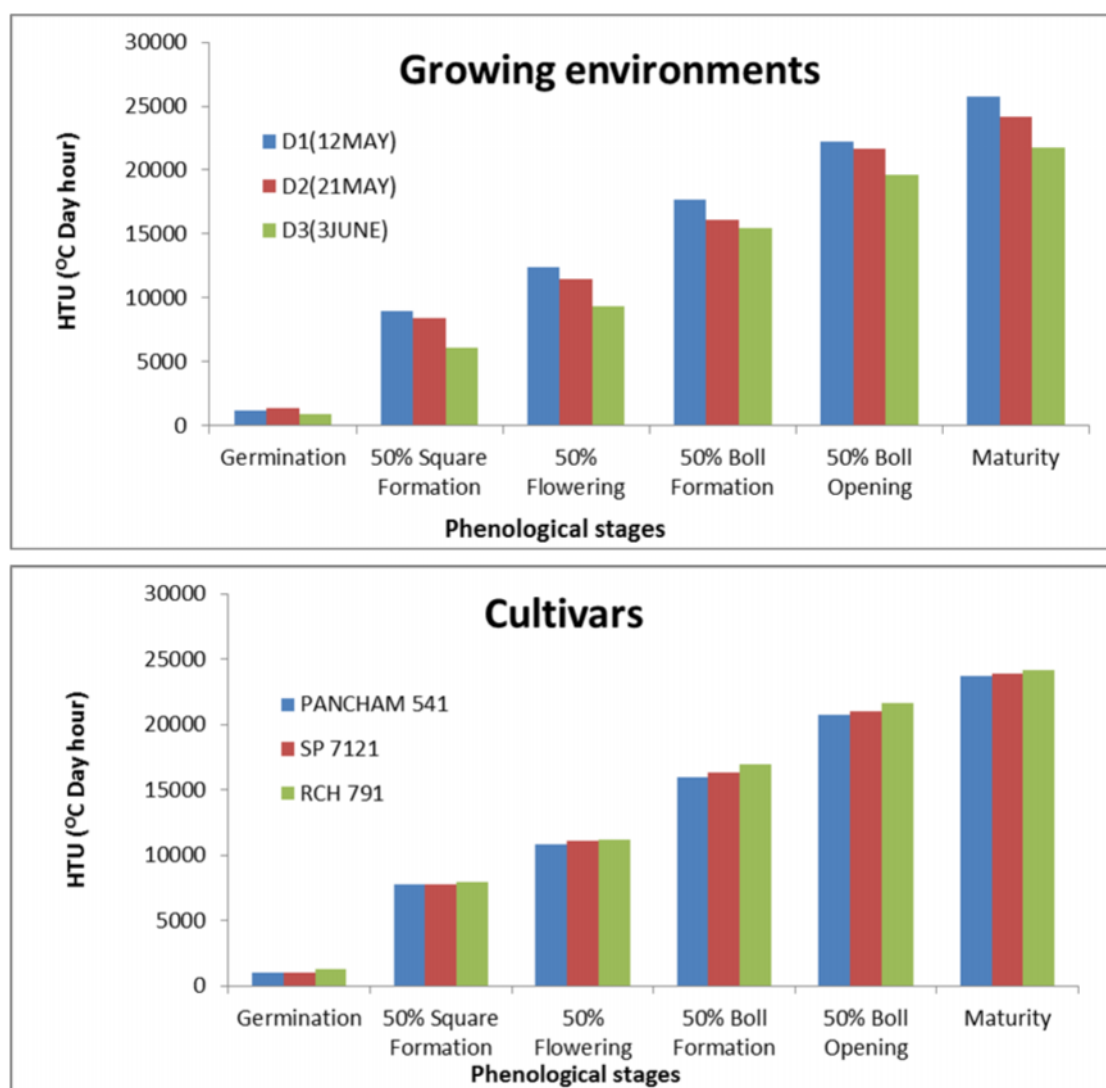 Growing environments
30000
25000
20000
15000
10000
5000
0
HTU (⁰C Day hour)
D1(12MAY)
D2(21MAY)
D3(3JUNE)
Germination
50% Square
Formation
50%
Flowering
50% Boll
Formation
50% Boll
Opening
Maturity
Phenological stages
Cultivars
30000
25000
20000
15000
10000
5000
0
HTU (⁰C Day hour)
PANCHAM 541
SP 7121
RCH 791
Germination
50% Square
Formation
50%
Flowering
50% Boll
Formation
50% Boll
Opening
Maturity
Phenological stages